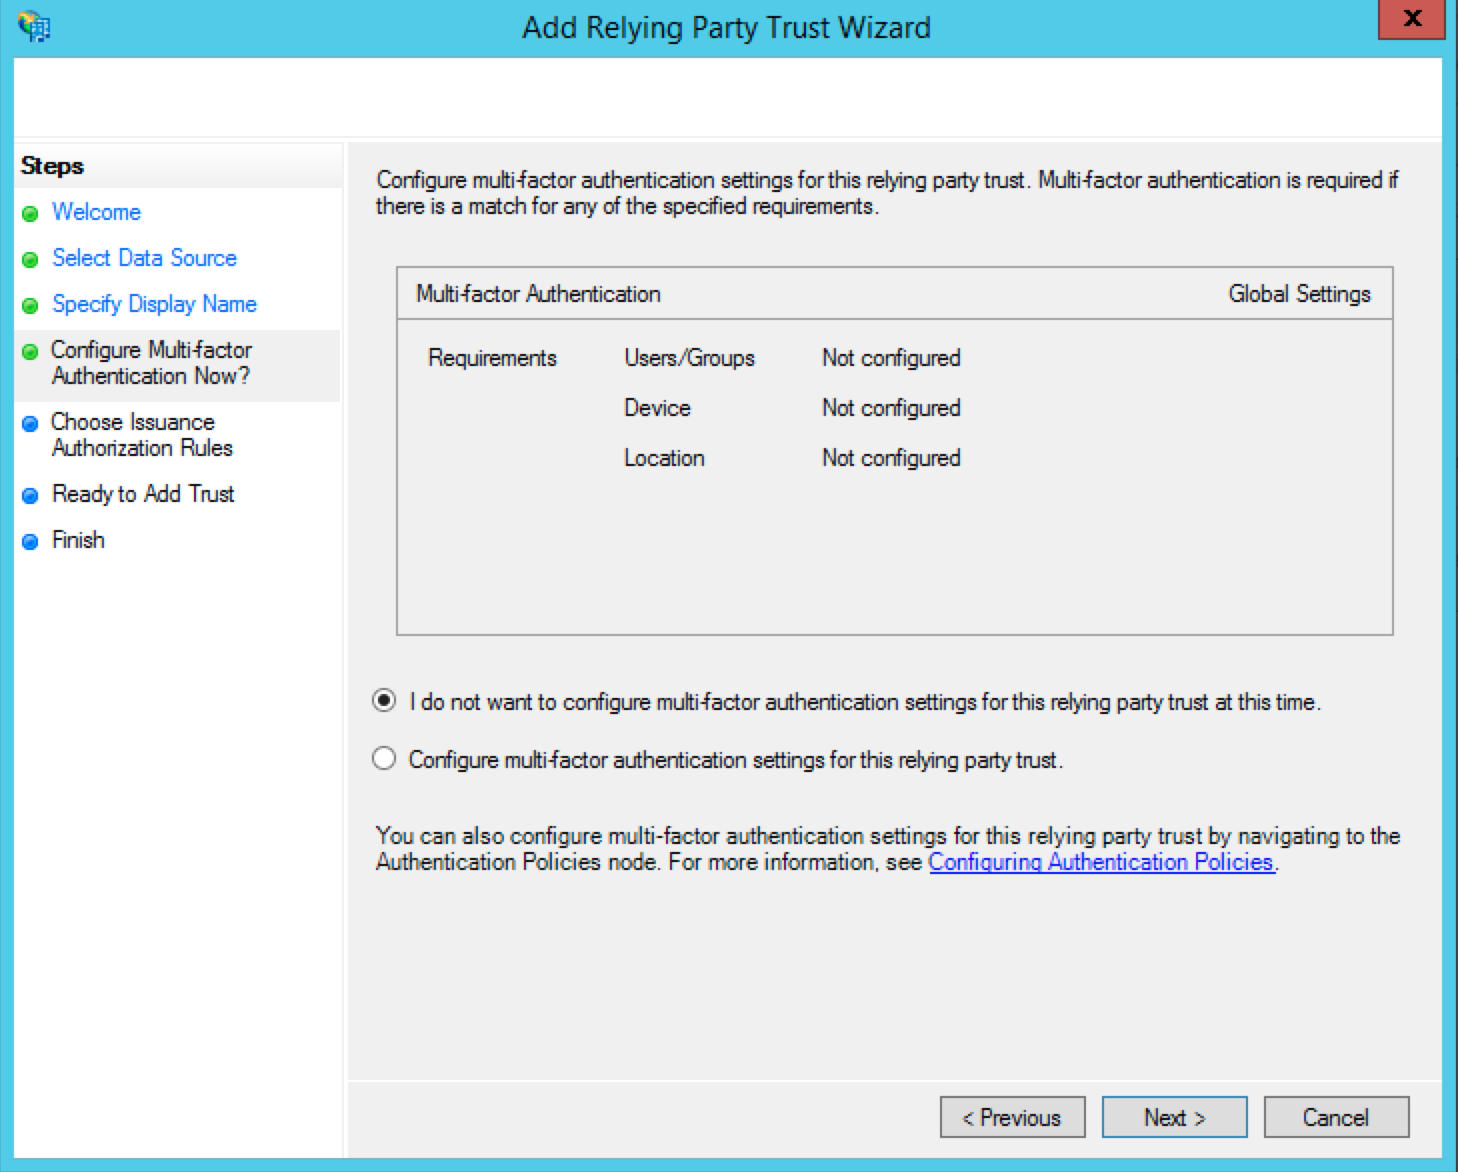 Add Relying Party Trust Wizard
X
Steps
Welcome
Select Data Source
Specify Display Name
Configure Multi-factor
Authentication Now?
Choose Issuance
Authorization Rules
Ready to Add Trust
Finish
Configure multi-factor authentication settings for this relying party trust. Multi-factor authentication is required if
there is a match for any of the specified requirements.
Multi-factor Authentication Global Settings
Requirements Users/Groups Not configured
Device Not configured
Location Not configured
I do not want to configure multi-factor authentication settings for this relying party trust at this time.
Configure multi-factor authentication settings for this relying party trust.
You can also configure multi-factor authentication settings for this relying party trust by navigating to the
Authentication Policies node. For more information, see Configuring Authentication Policies.
< Previous Next > Cancel